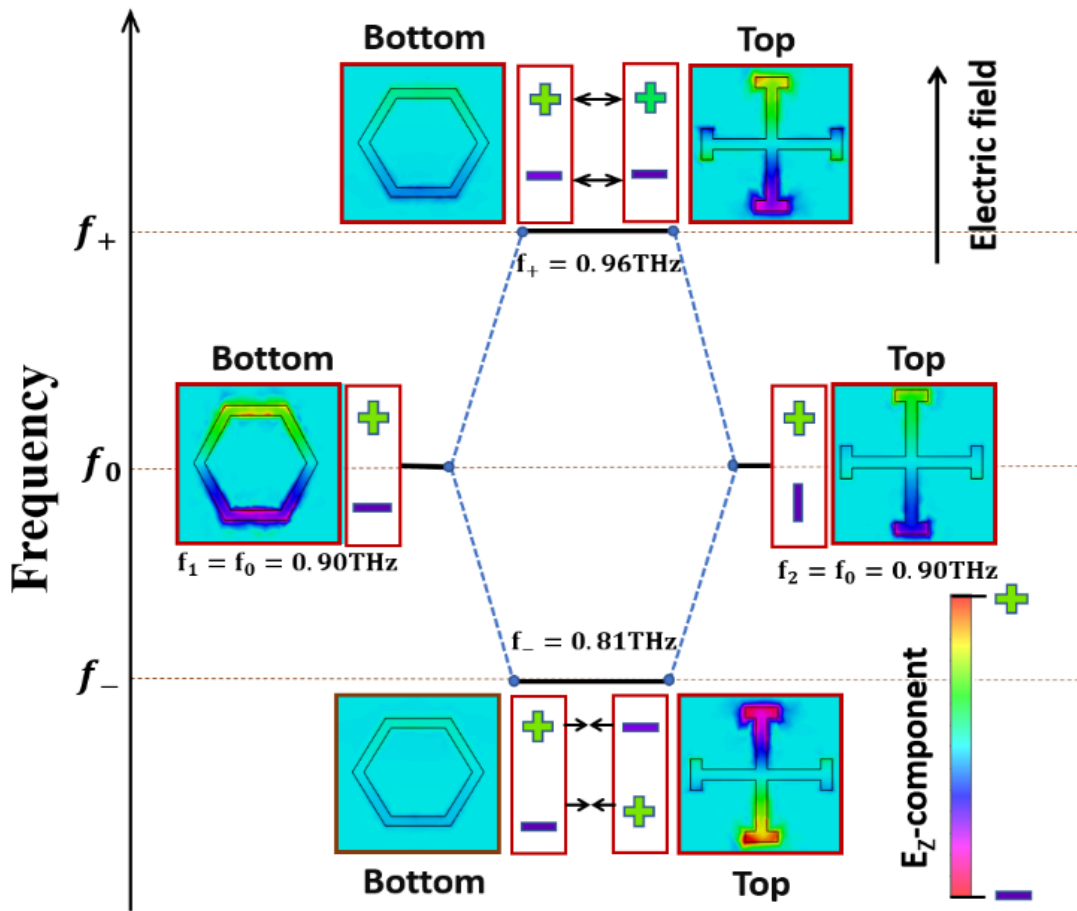 Bottom
Top
Electric field
f₊
f₊ = 0.96THz
Frequency
Bottom
Top
f₀
f₁ = f₀ = 0.90THz
f₂ = f₀ = 0.90THz
f₋ = 0.81THz
f₋
E_Z-component
Bottom
Top